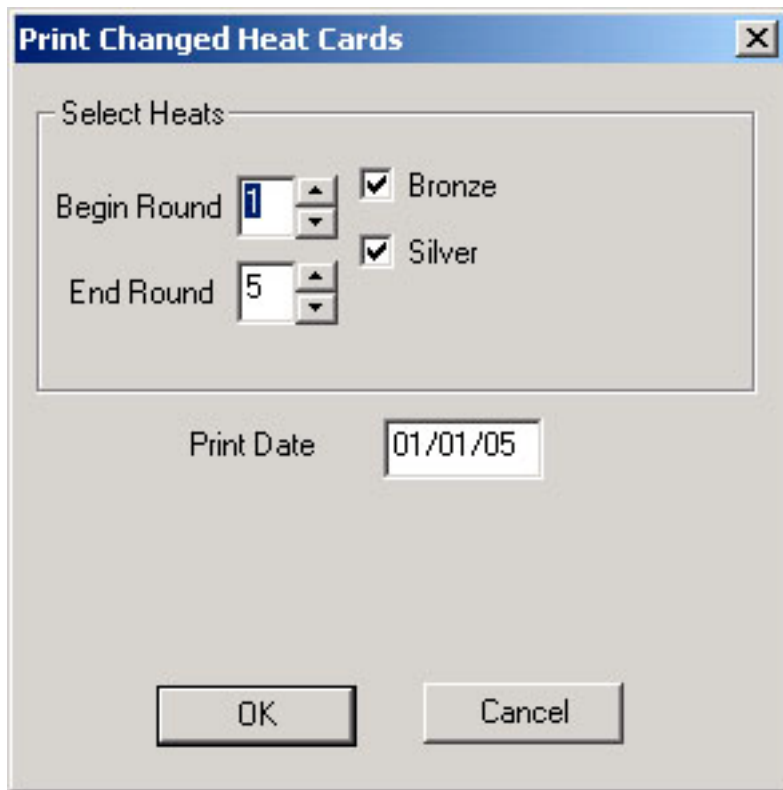 Print Changed Heat Cards
Select Heats
Begin Round 1
Bronze
Silver
End Round 5
Print Date 01/01/05
OK Cancel